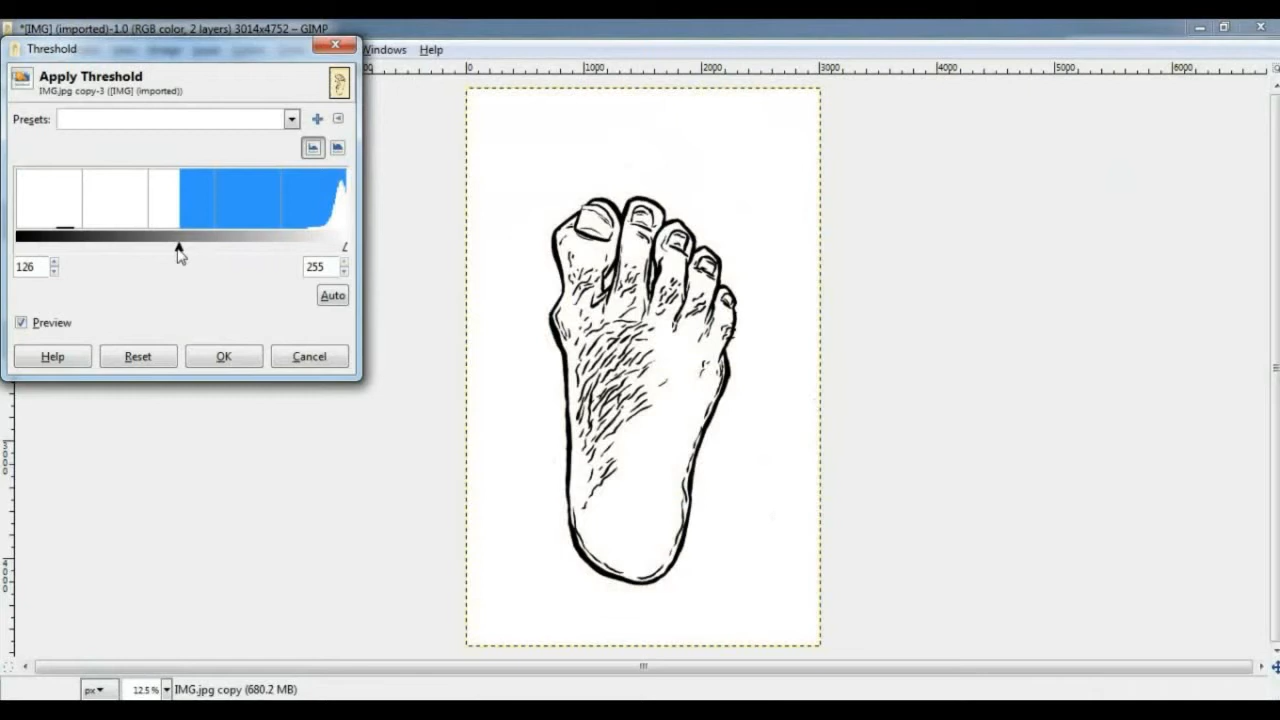 *[IMG] (imported)-1.0 (RGB color, 2 layers) 3014x4752 – GIMP
Threshold
Windows Help
0 1000 2000 3000 4000 5000 6000
Apply Threshold
IMG.jpg copy-3 ([IMG] (imported))
Presets:
126 255
Auto
Preview
Help Reset OK Cancel
4000
px 12.5% IMG.jpg copy (680.2 MB)